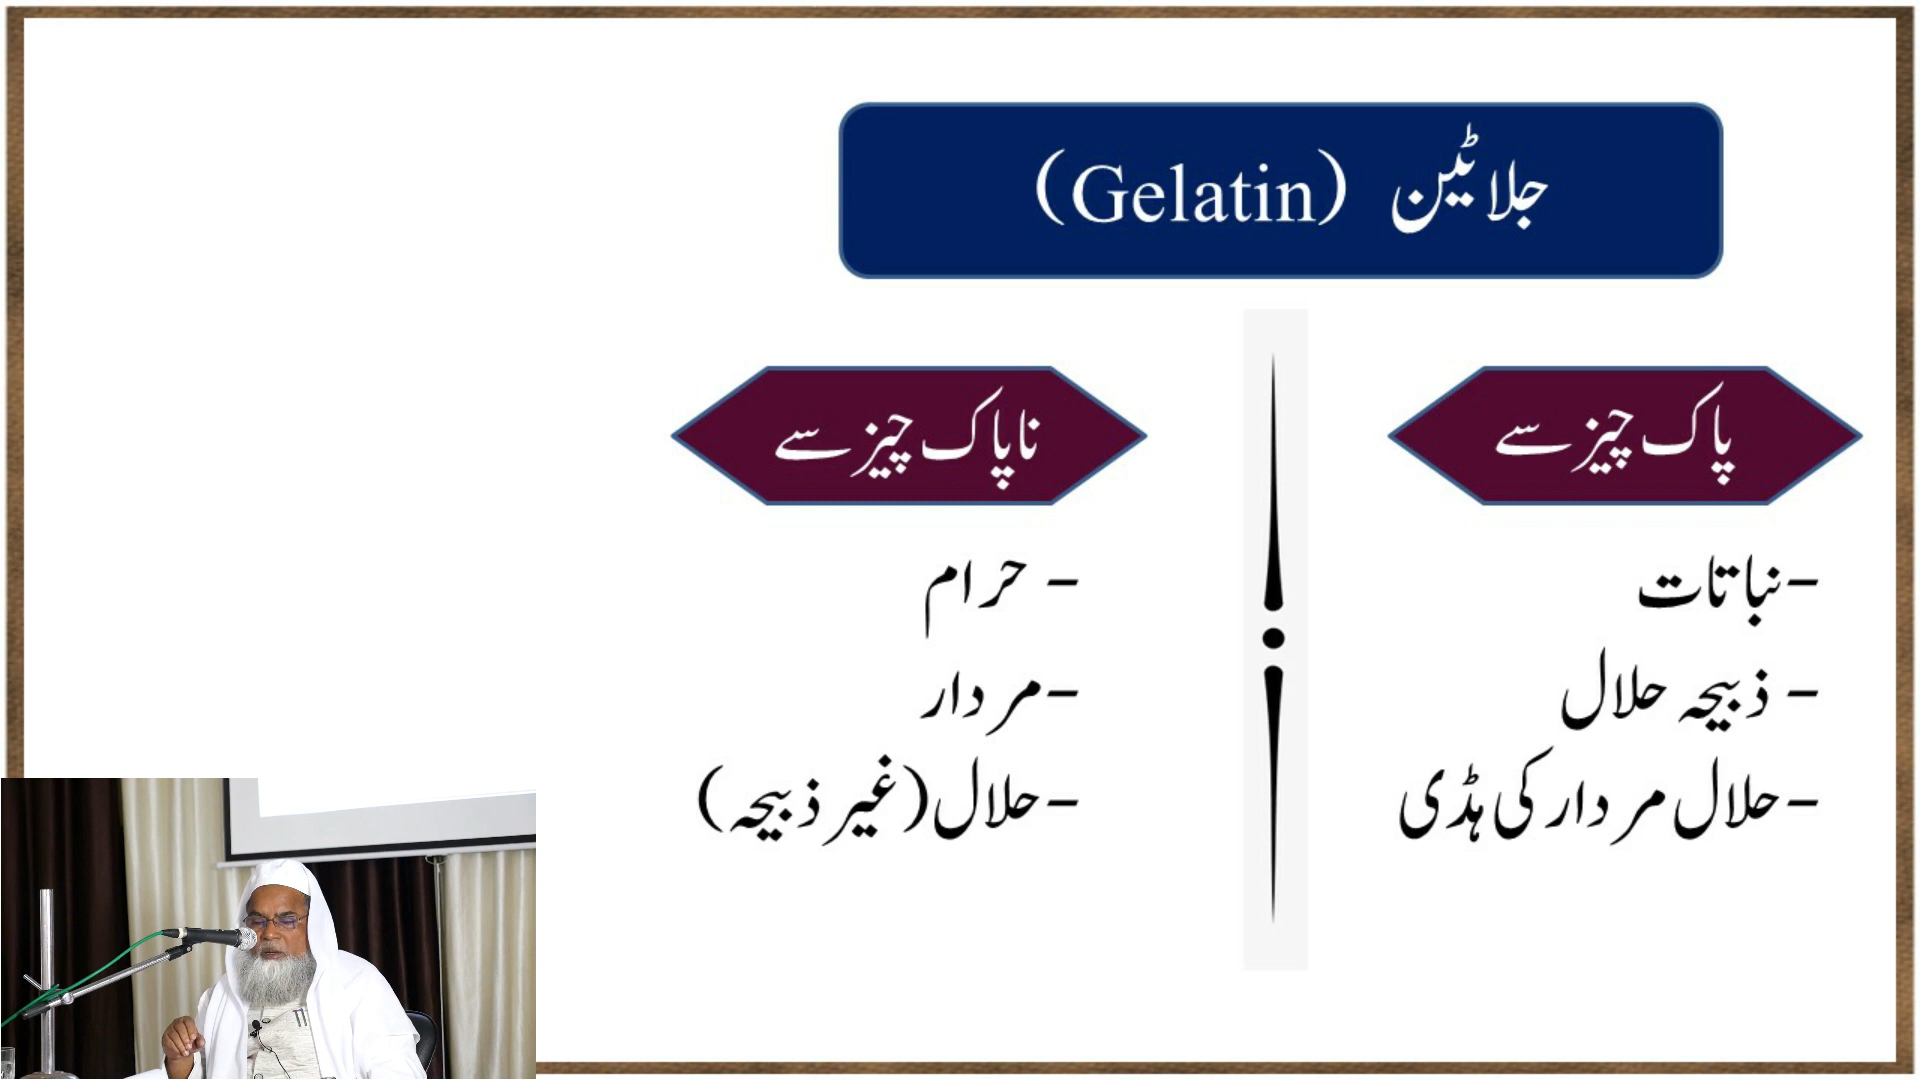 جلاٹین (Gelatin)
پاک چیز سے
- نباتات
- ذبیحہ حلال
- حلال مردار کی ہڈی
ناپاک چیز سے
- حرام
- مردار
- حلال (غیر ذبیحہ)